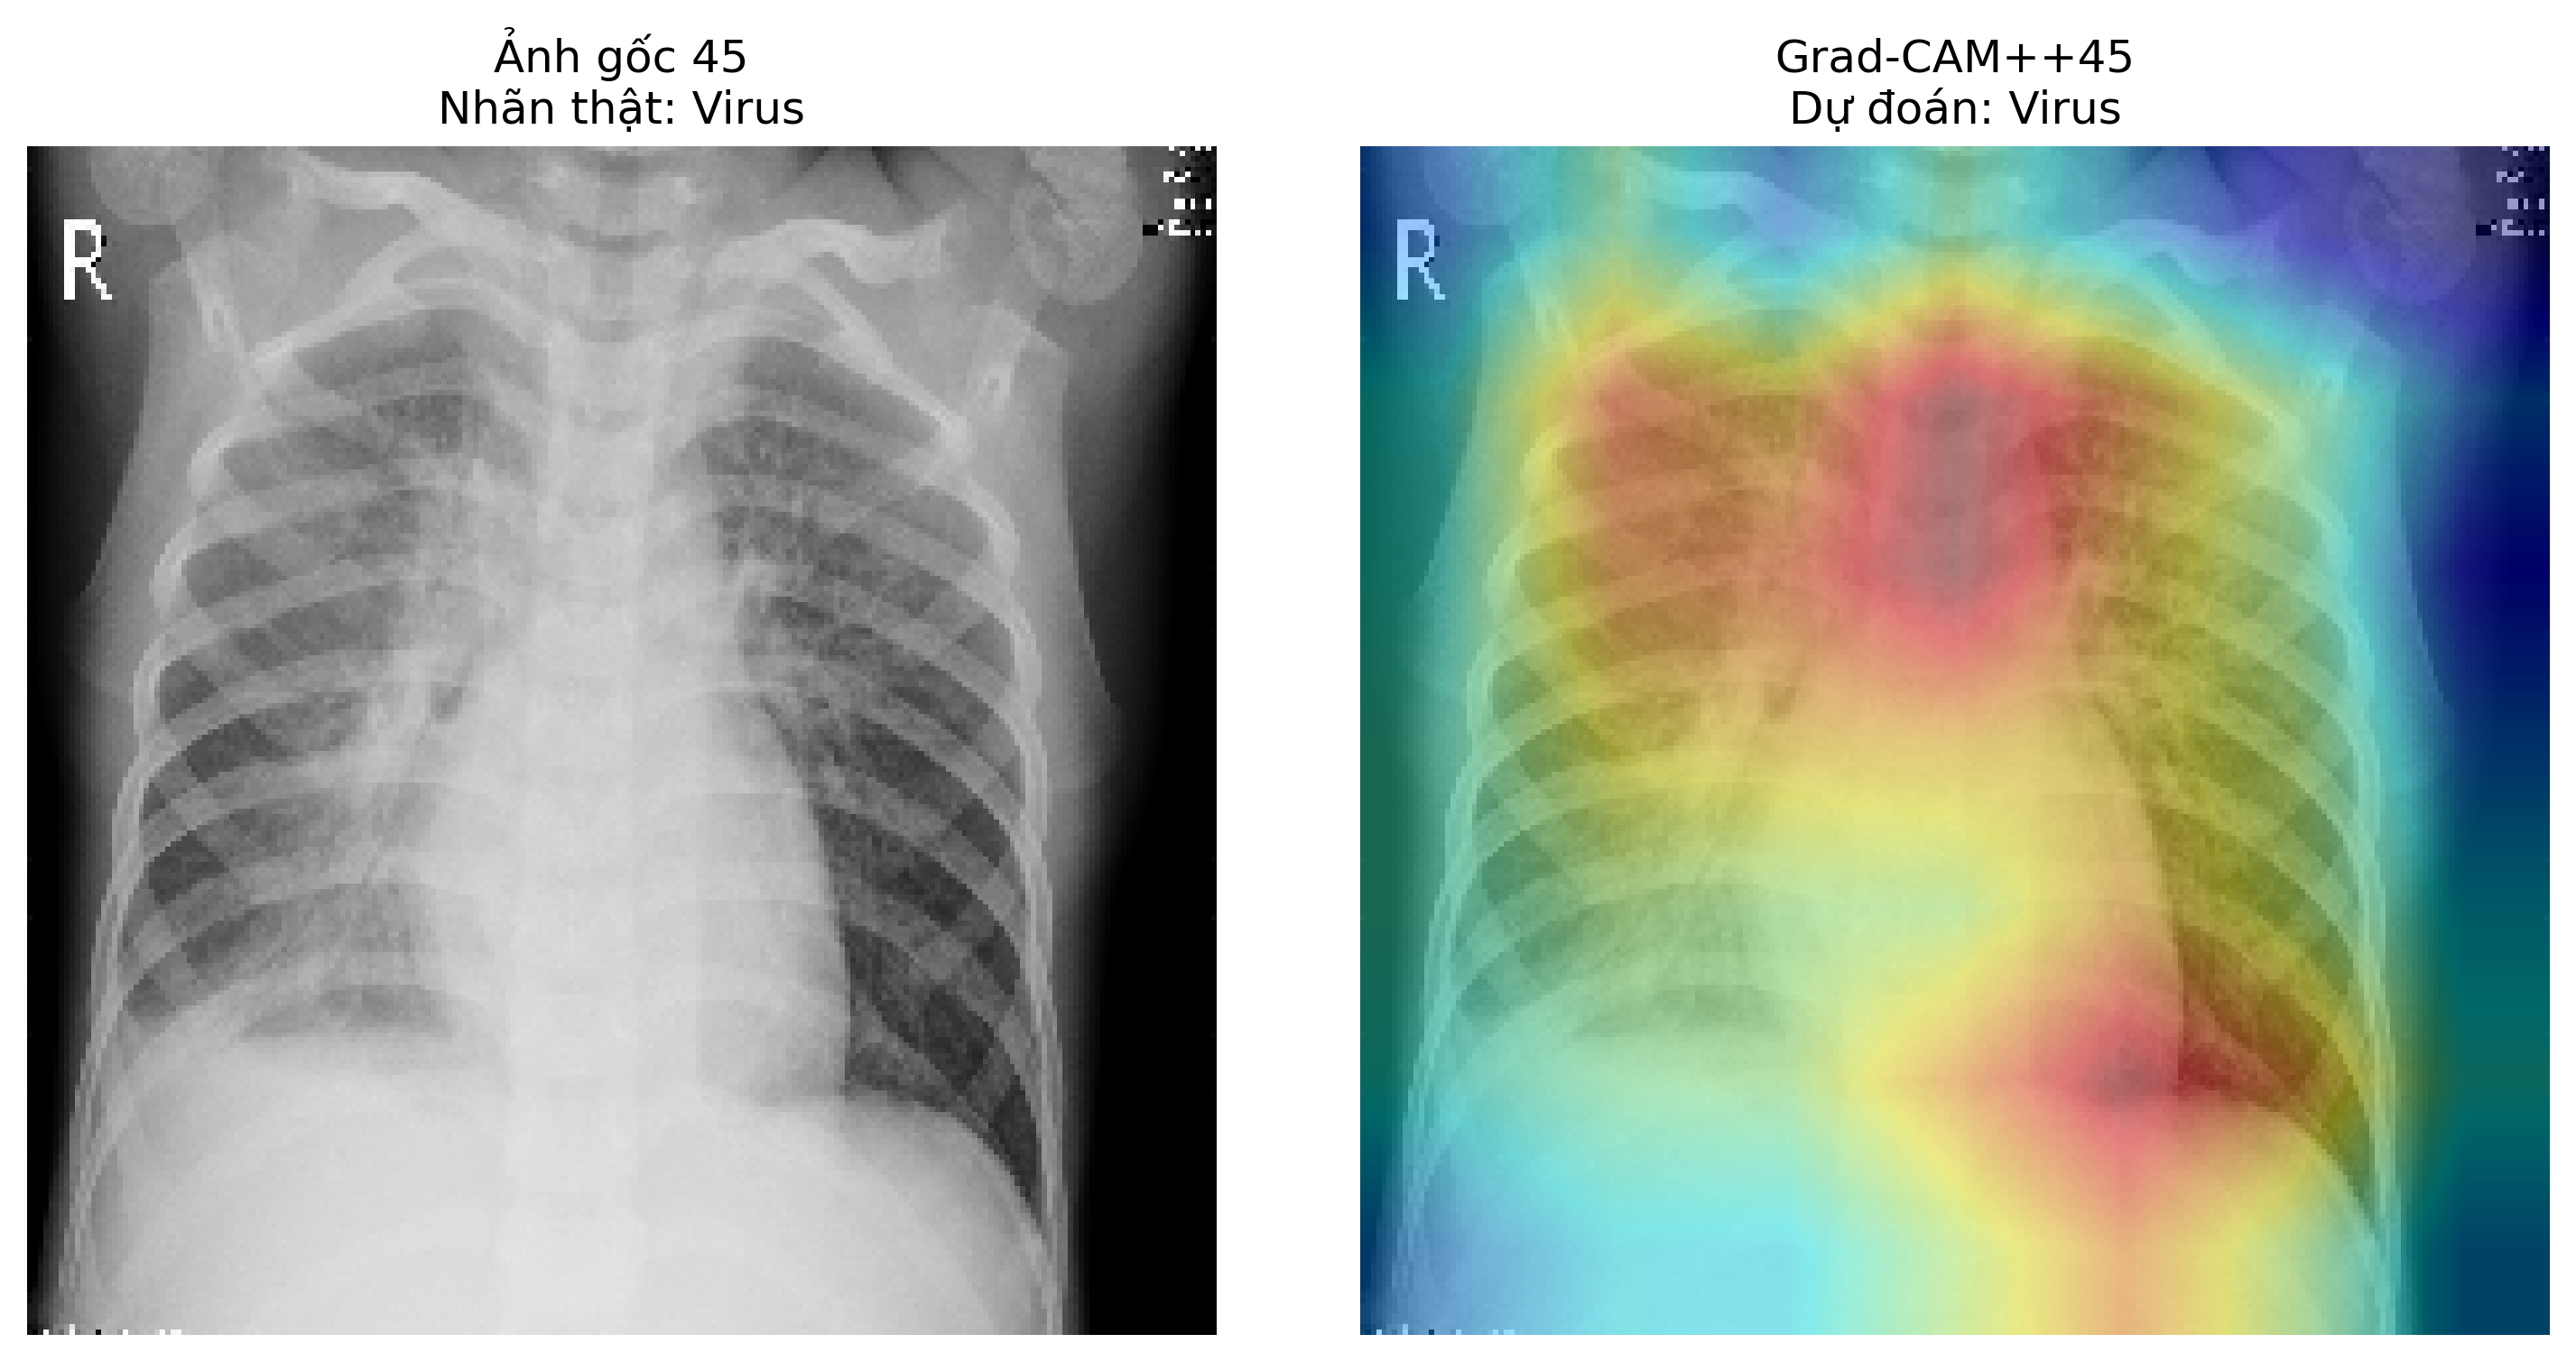 Ảnh gốc 45
Nhãn thật: Virus
Grad-CAM++45
Dự đoán: Virus
R
R